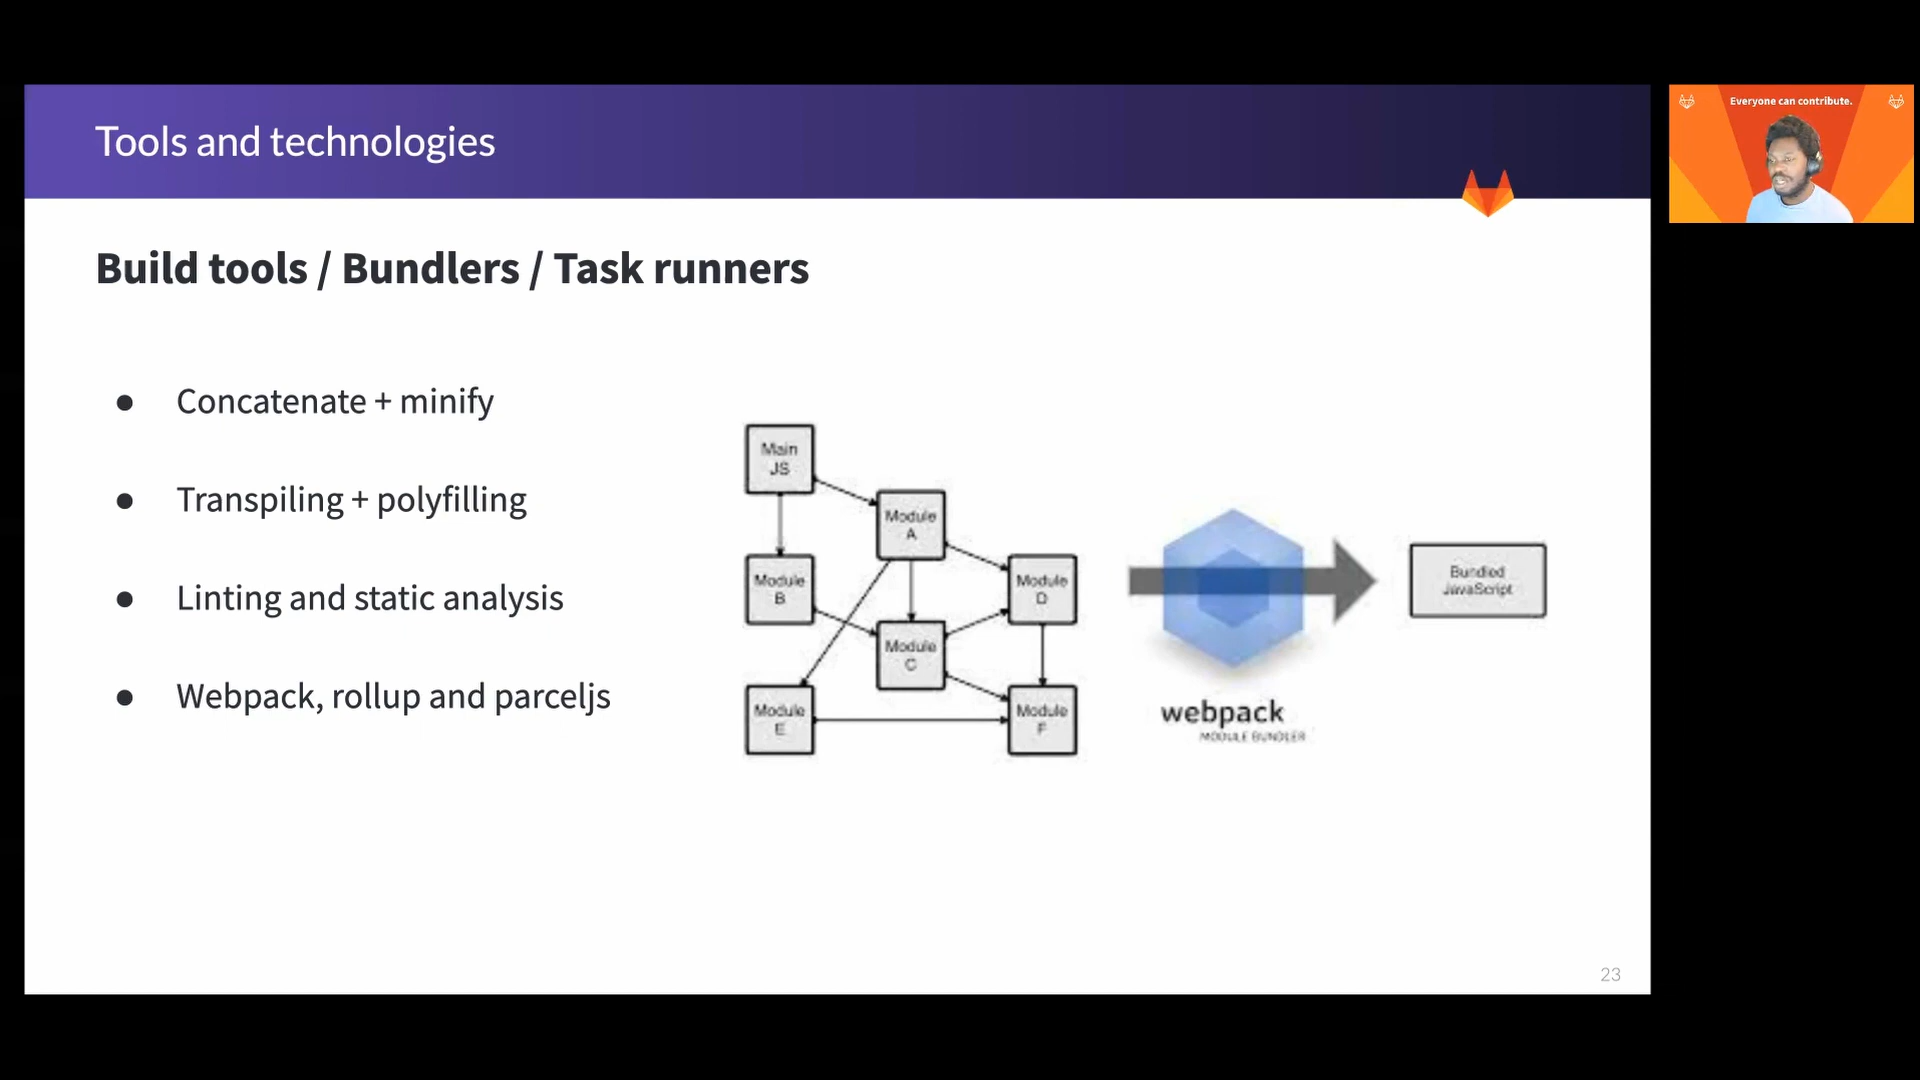 Tools and technologies
Everyone can contribute.
Build tools / Bundlers / Task runners
● Concatenate + minify
● Transpiling + polyfilling
● Linting and static analysis
● Webpack, rollup and parceljs
Main
JS
Module
A
Module
B
Module
D
Module
C
Module
E
Module
F
webpack
MODULE BUNDLER
Bundled
JavaScript
23